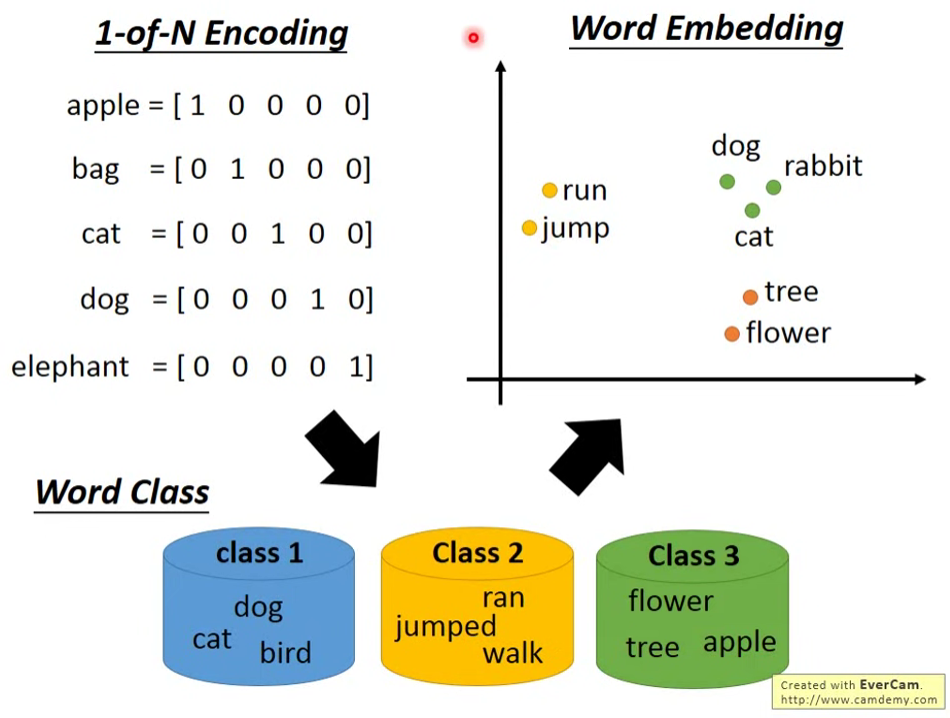 1-of-N Encoding
apple = [ 1 0 0 0 0]
bag = [ 0 1 0 0 0]
cat = [ 0 0 1 0 0]
dog = [ 0 0 0 1 0]
elephant = [ 0 0 0 0 1]
Word Embedding
dog
rabbit
run
jump
cat
tree
flower
Word Class
class 1
dog
cat
bird
Class 2
ran
jumped
walk
Class 3
flower
tree apple
Created with EverCam.
http://www.camdemy.com